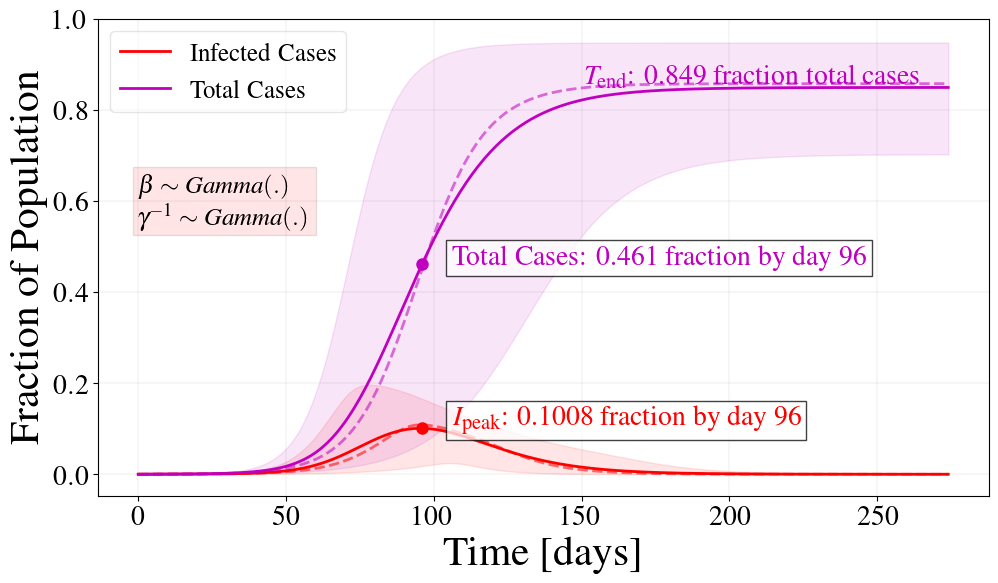 1.0
0.8
0.6
0.4
0.2
0.0
Fraction of Population
Infected Cases
Total Cases
β ~ Gamma(.)
γ⁻¹ ~ Gamma(.)
T_end: 0.849 fraction total cases
Total Cases: 0.461 fraction by day 96
I_peak: 0.1008 fraction by day 96
0 50 100 150 200 250
Time [days]